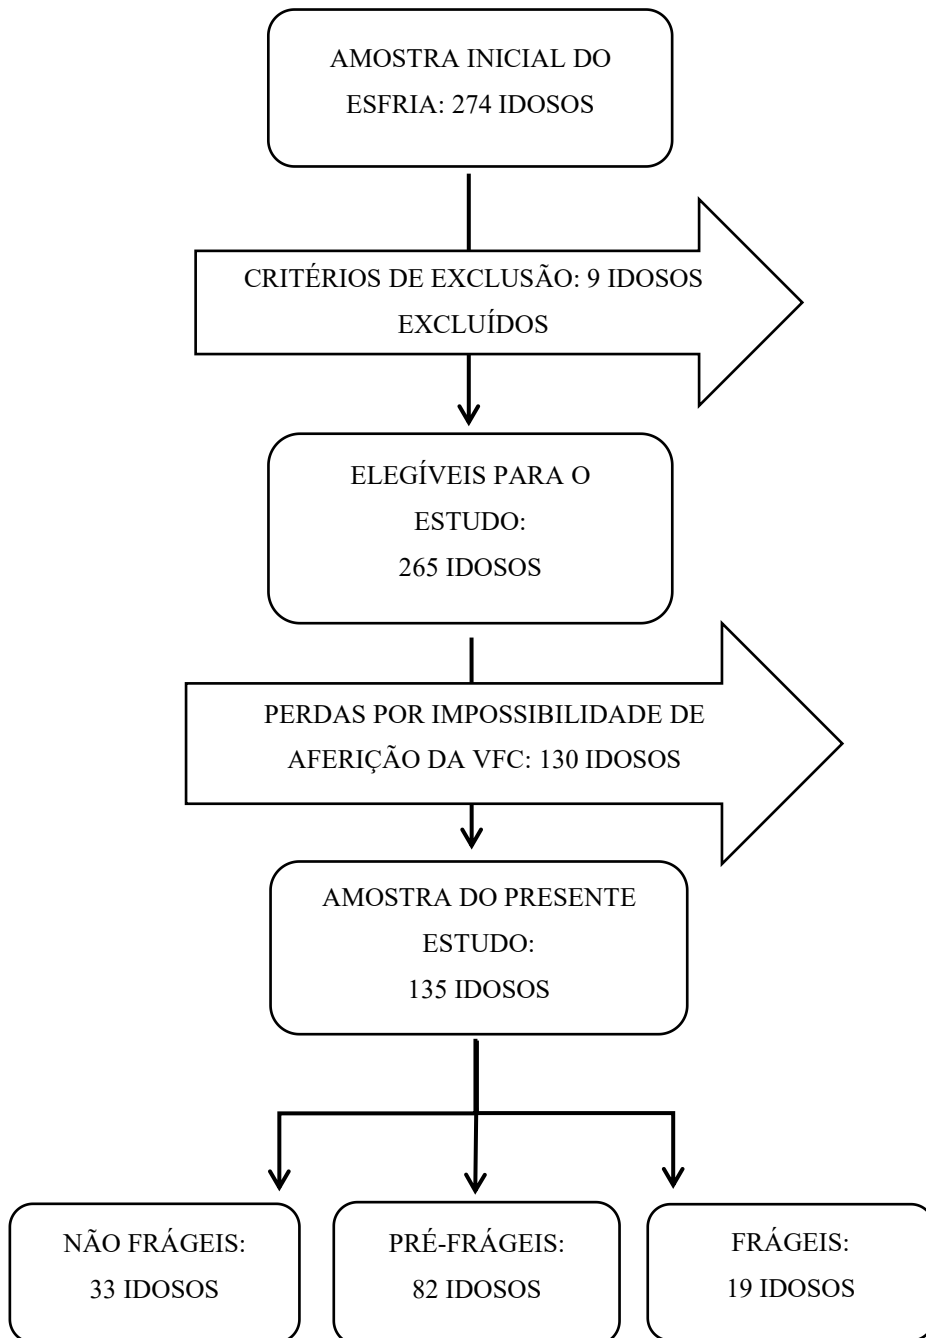 AMOSTRA INICIAL DO
ESFRIA: 274 IDOSOS
CRITÉRIOS DE EXCLUSÃO: 9 IDOSOS
EXCLUÍDOS
ELEGÍVEIS PARA O
ESTUDO:
265 IDOSOS
PERDAS POR IMPOSSIBILIDADE DE
AFERIÇÃO DA VFC: 130 IDOSOS
AMOSTRA DO PRESENTE
ESTUDO:
135 IDOSOS
NÃO FRÁGEIS:
33 IDOSOS
PRÉ-FRÁGEIS:
82 IDOSOS
FRÁGEIS:
19 IDOSOS